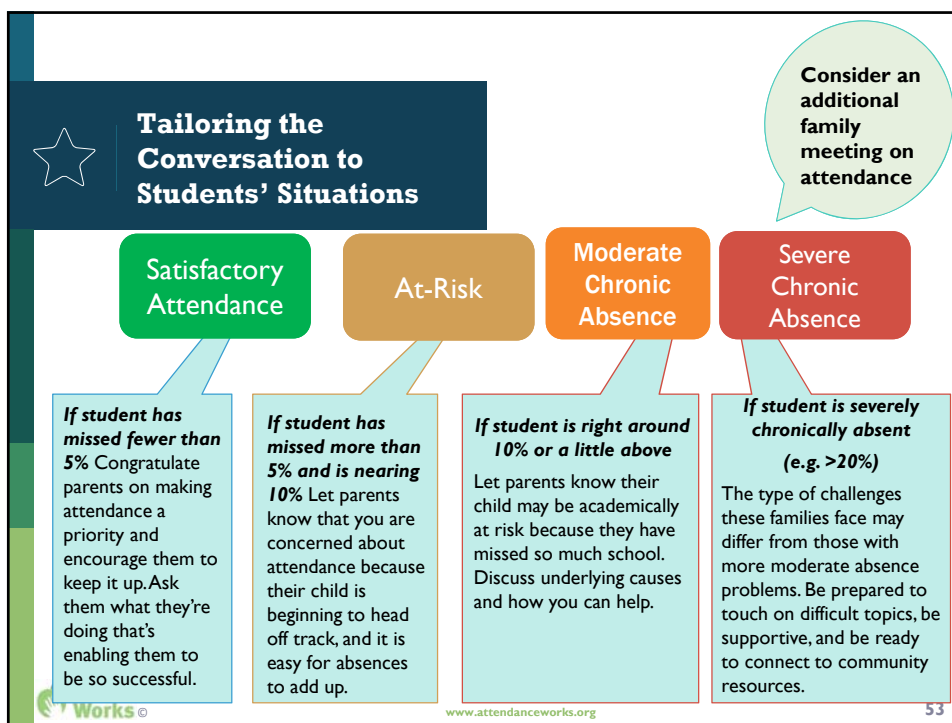 Consider an
additional
family
meeting on
attendance
Tailoring the
Conversation to
Students' Situations
Satisfactory
Attendance
At-Risk
Moderate
Chronic
Absence
Severe
Chronic
Absence
If student has
missed fewer than
5% Congratulate
parents on making
attendance a
priority and
encourage them to
keep it up. Ask
them what they're
doing that's
enabling them to
be so successful.
If student has
missed more than
5% and is nearing
10% Let parents
know that you are
concerned about
attendance because
their child is
beginning to head
off track, and it is
easy for absences
to add up.
If student is right around
10% or a little above
Let parents know their
child may be academically
at risk because they have
missed so much school.
Discuss underlying causes
and how you can help.
If student is severely
chronically absent
(e.g. >20%)
The type of challenges
these families face may
differ from those with
more moderate absence
problems. Be prepared to
touch on difficult topics, be
supportive, and be ready
to connect to community
resources.
Works ©
www.attendanceworks.org
53